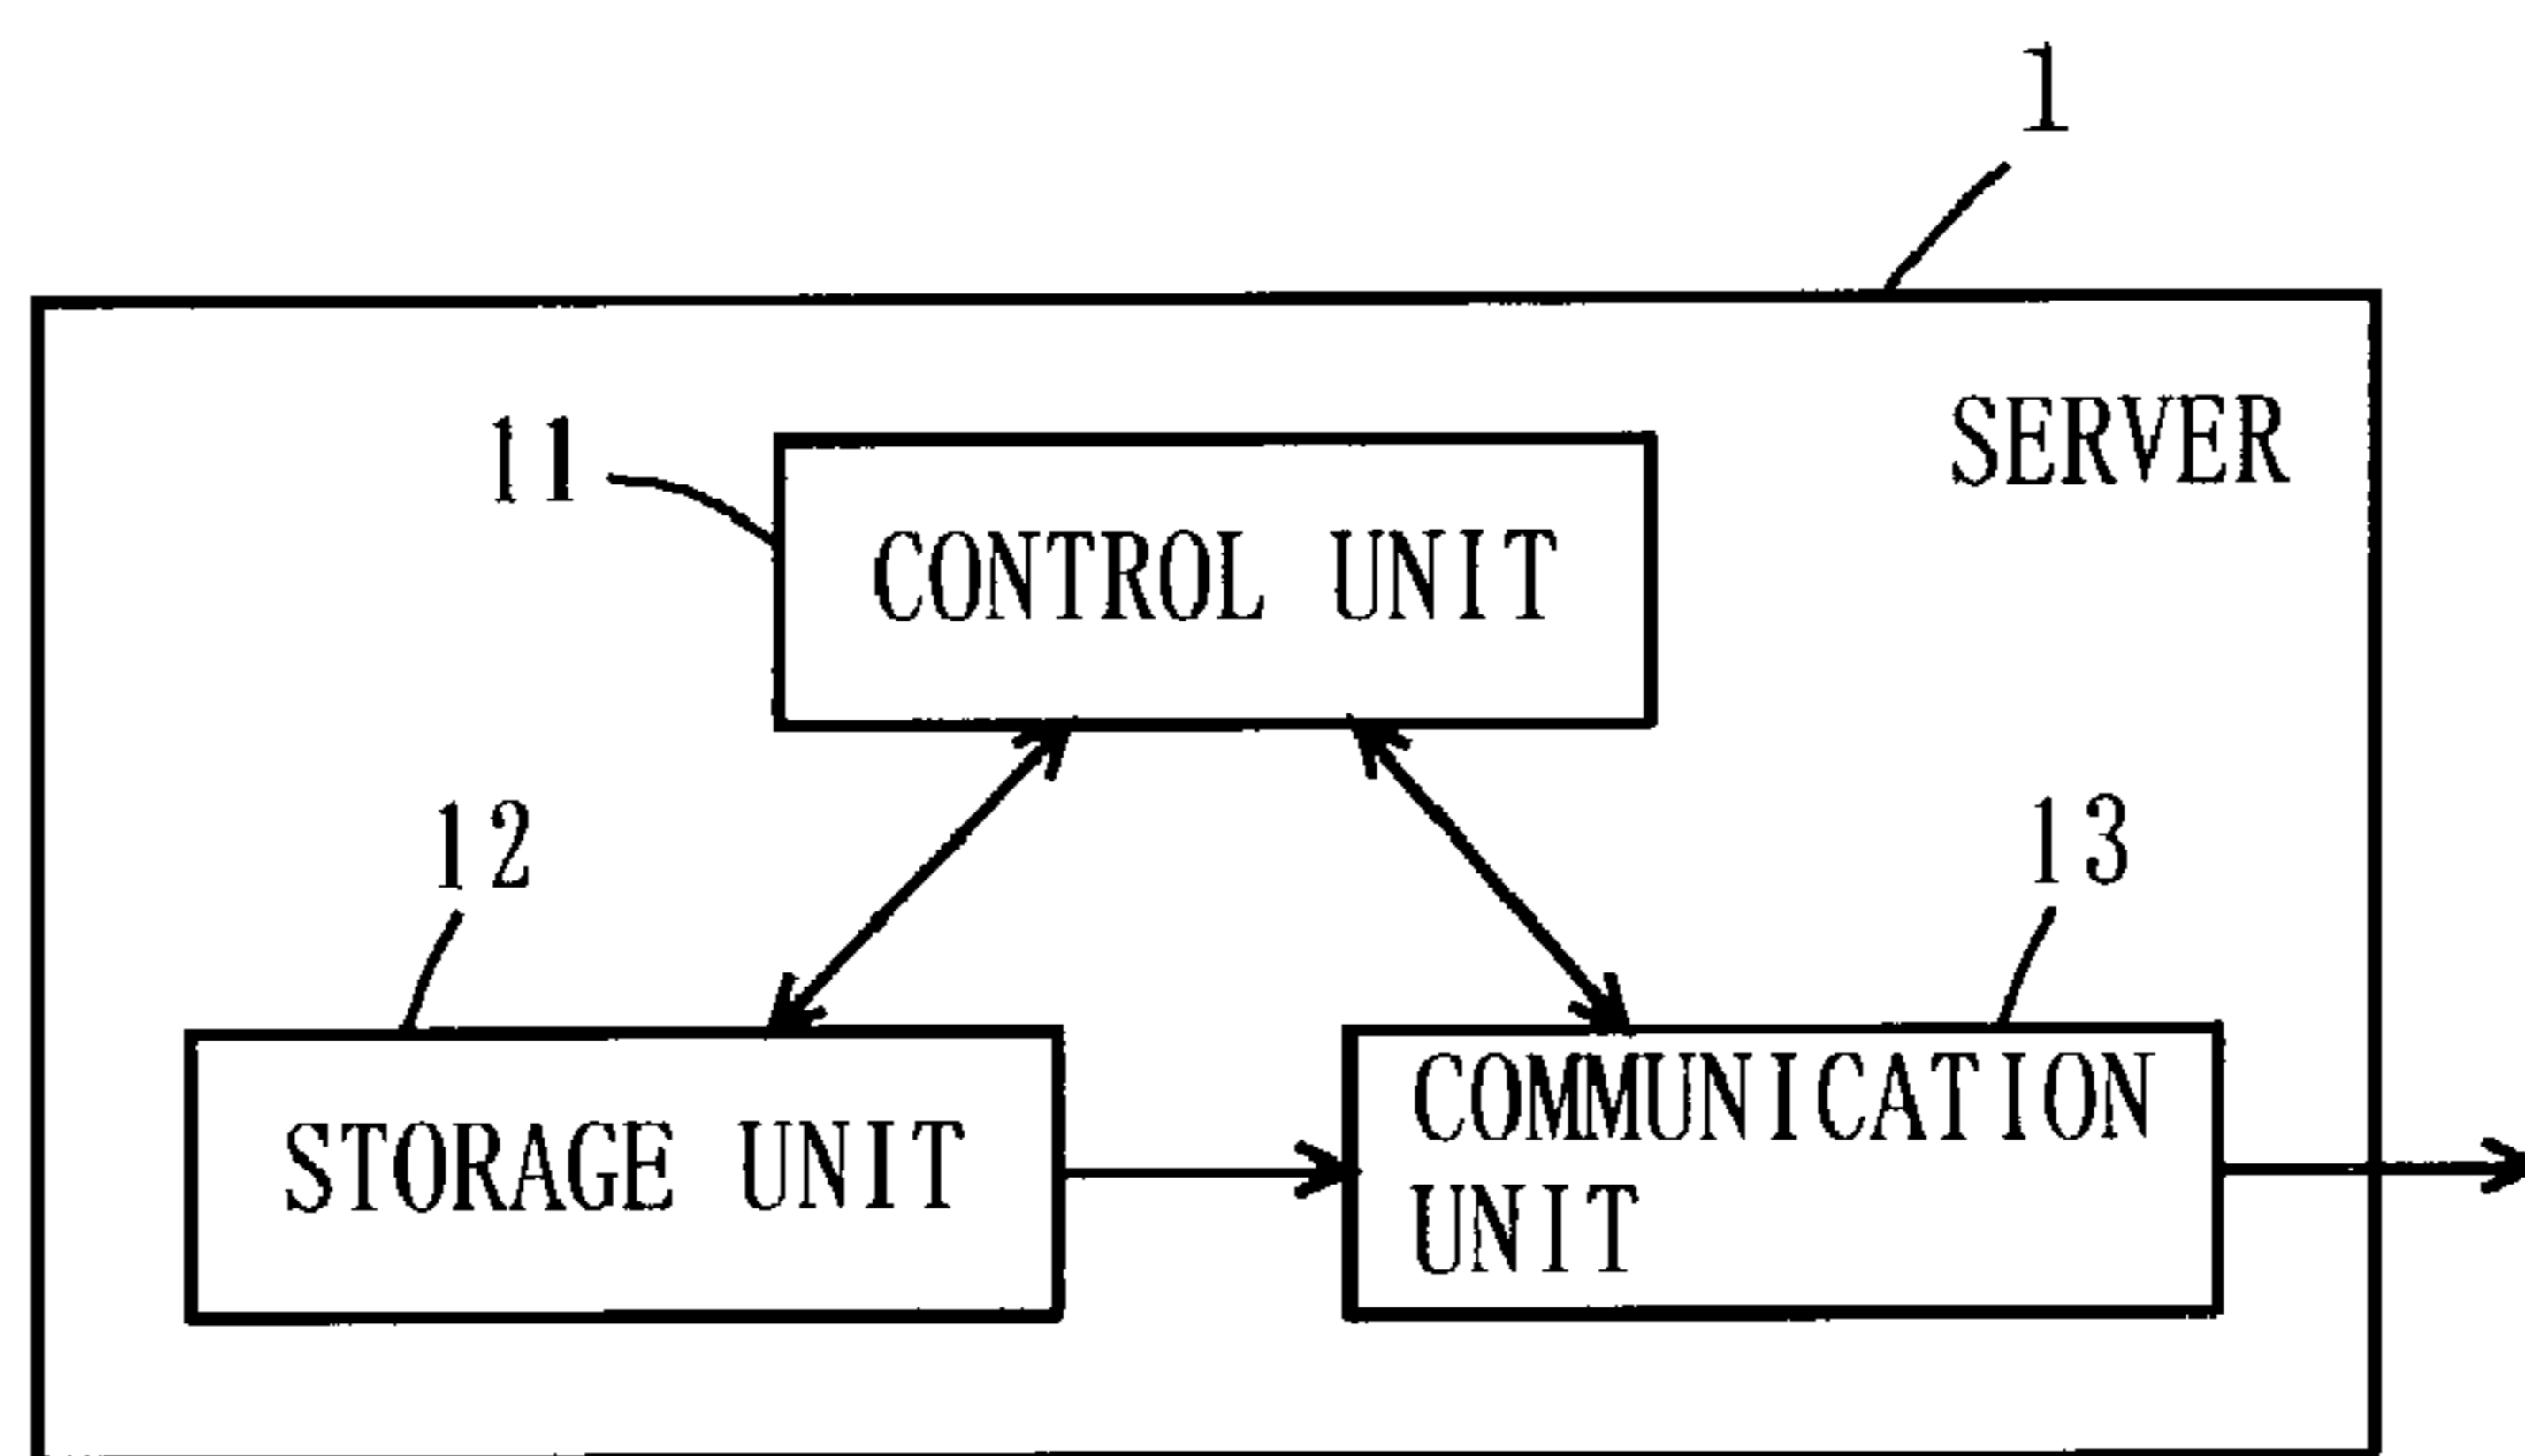 1
SERVER
11
CONTROL UNIT
12
13
STORAGE UNIT
COMMUNICATION
UNIT